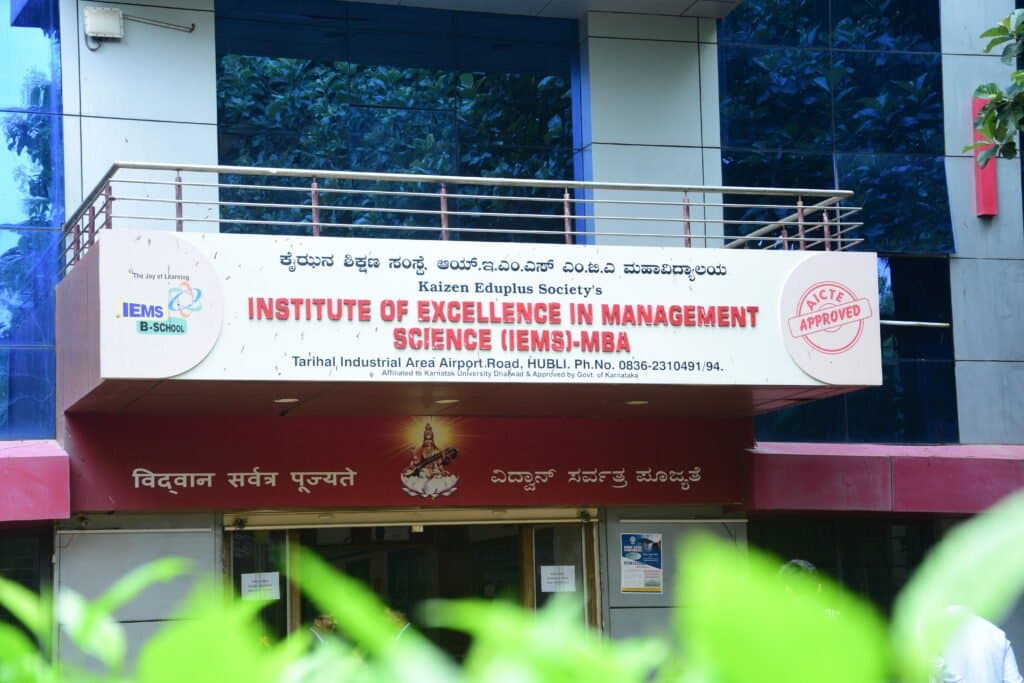 ಕೈಝನ ಶಿಕ್ಷಣ ಸಂಸ್ಥೆ ಆಯ್.ಇ.ಎಂ.ಎಸ್ ಎಂ.ಬಿ.ಎ ಮಹಾವಿದ್ಯಾಲಯ
Kaizen Eduplus Society's
INSTITUTE OF EXCELLENCE IN MANAGEMENT
SCIENCE (IEMS)-MBA
Tarihal Industrial Area Airport Road, HUBLI. Ph.No. 0836-2310491/94.
Affiliated to Karnatak University Dharwad & Approved by Govt. of Karnataka
The Joy of Learning
IEMS
B-SCHOOL
AICTE
APPROVED
विद्वान सर्वत्र पूज्यते
ವಿದ್ವಾನ್ ಸರ್ವತ್ರ ಪೂಜ್ಯತೆ